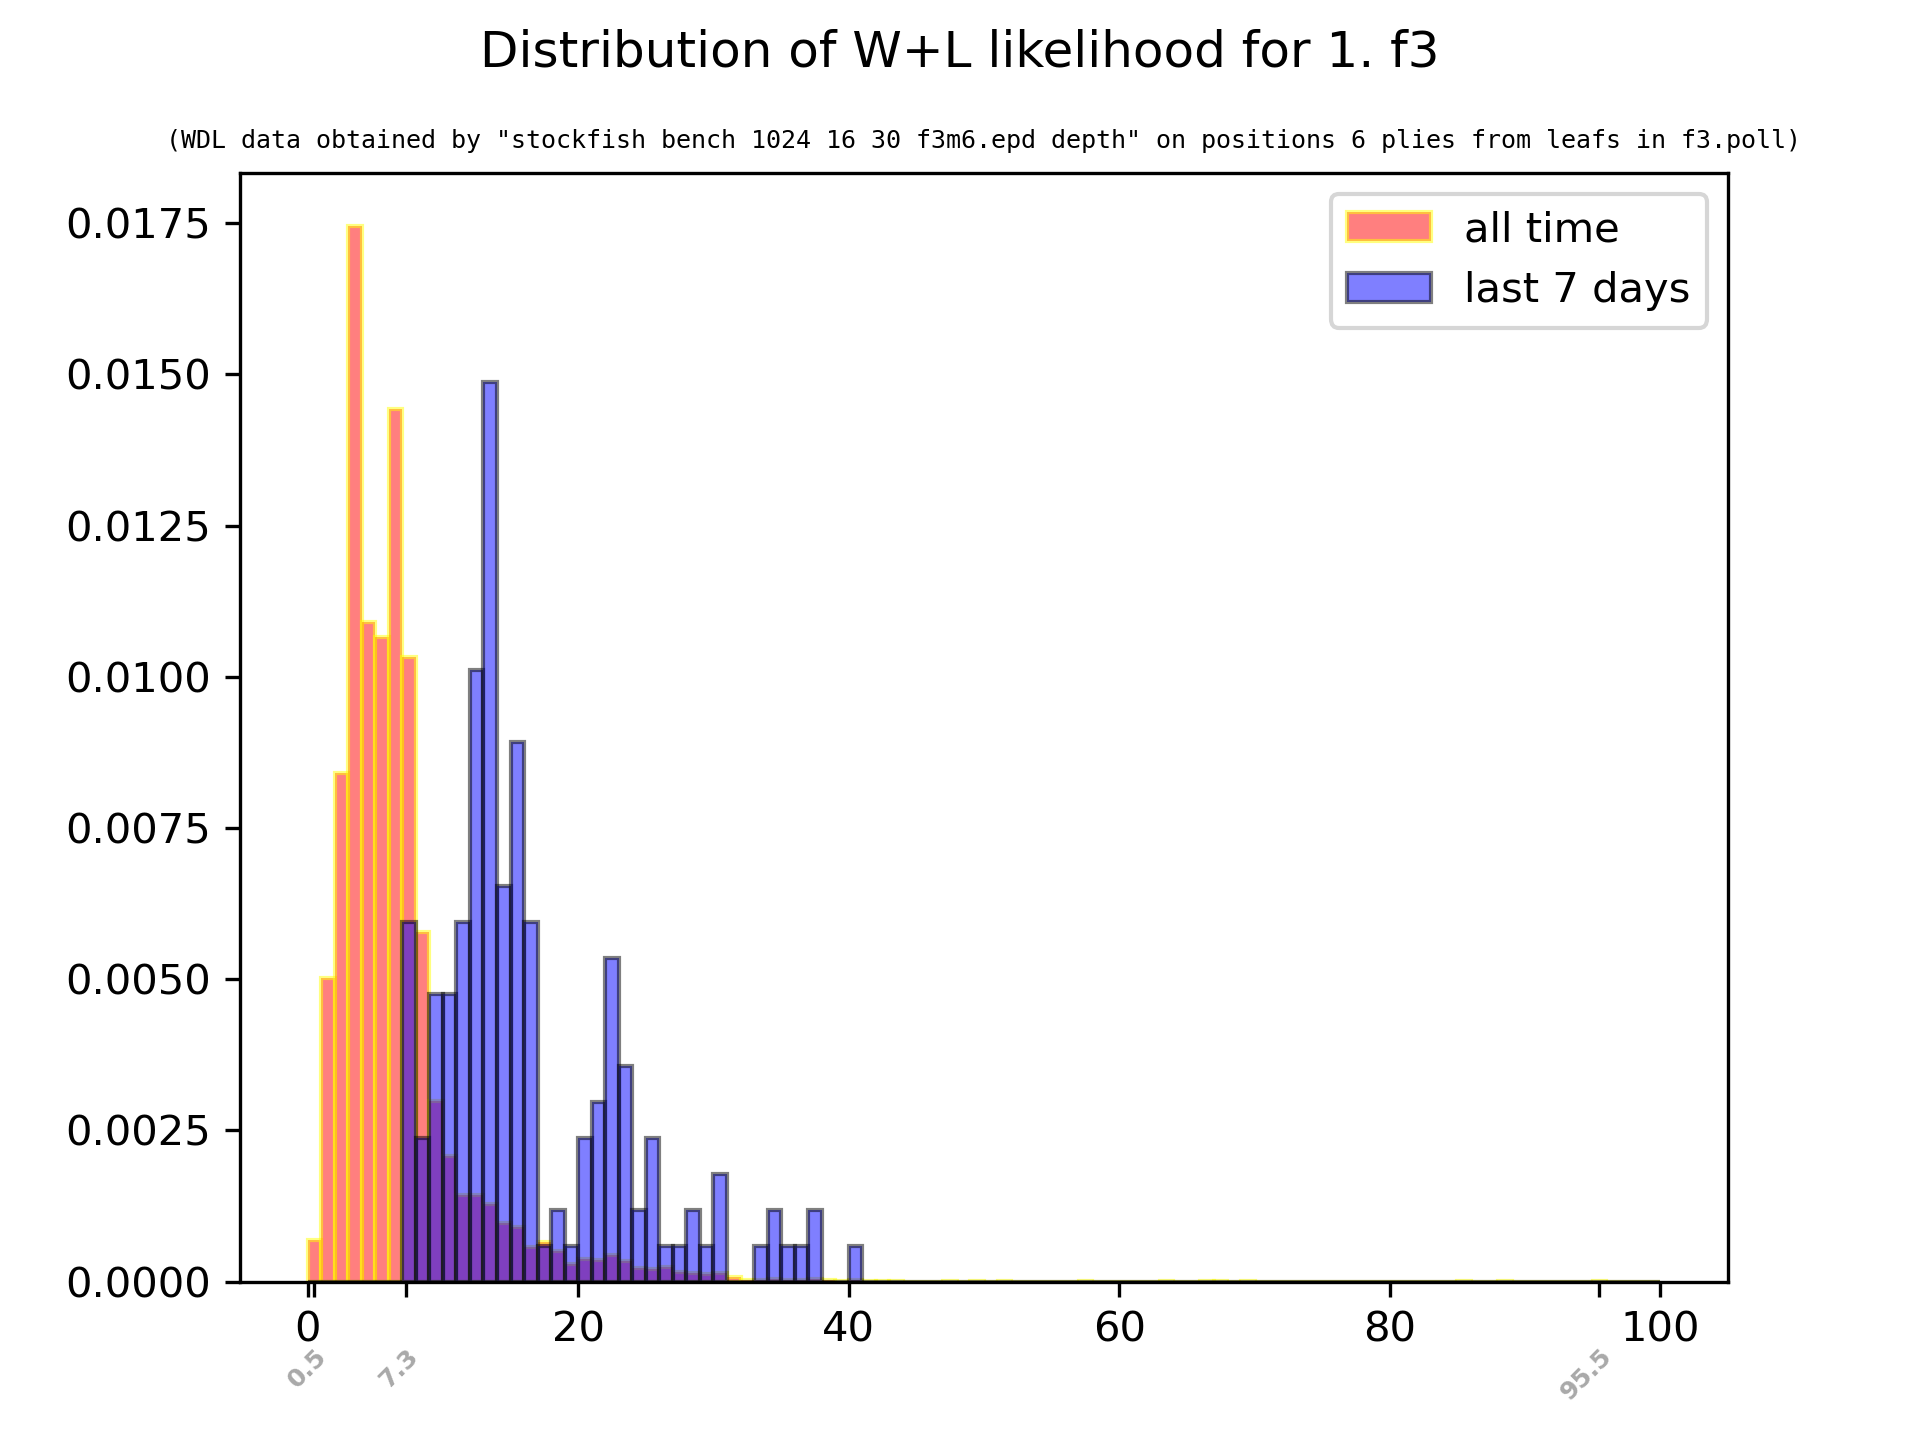 Distribution of W+L likelihood for 1. f3
(WDL data obtained by "stockfish bench 1024 16 30 f3m6.epd depth" on positions 6 plies from leafs in f3.poll)
all time
last 7 days
0.0175
0.0150
0.0125
0.0100
0.0075
0.0050
0.0025
0.0000
0 20 40 60 80 100
0.5 7.3 95.5